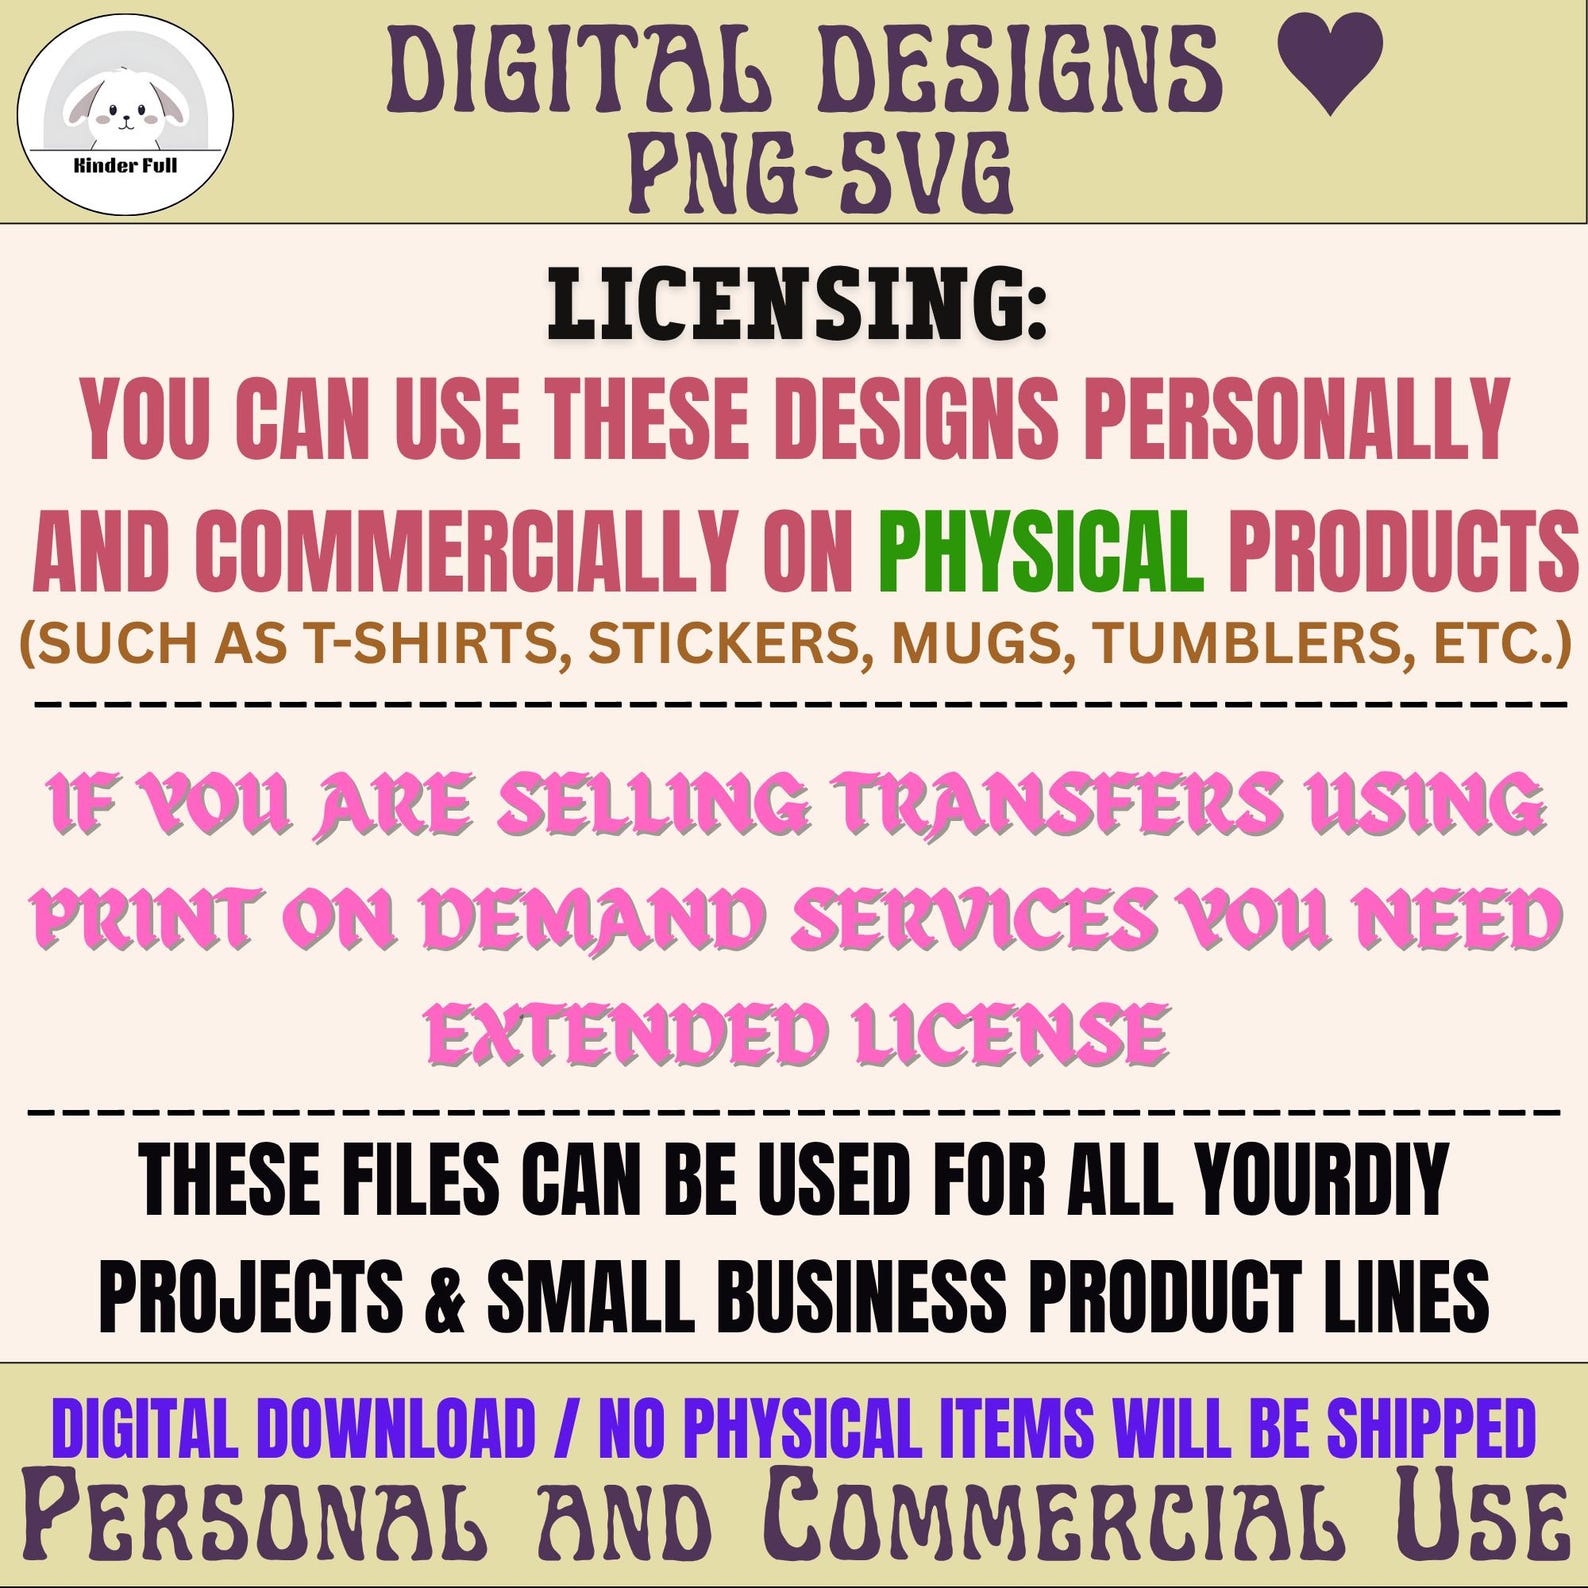 DIGITAL DESIGNS ♥
PNG-SVG
Kinder Full
LICENSING:
YOU CAN USE THESE DESIGNS PERSONALLY
AND COMMERCIALLY ON PHYSICAL PRODUCTS
(SUCH AS T-SHIRTS, STICKERS, MUGS, TUMBLERS, ETC.)
IF YOU ARE SELLING TRANSFERS USING
PRINT ON DEMAND SERVICES YOU NEED
EXTENDED LICENSE
THESE FILES CAN BE USED FOR ALL YOURDIY
PROJECTS & SMALL BUSINESS PRODUCT LINES
DIGITAL DOWNLOAD / NO PHYSICAL ITEMS WILL BE SHIPPED
PERSONAL AND COMMERCIAL USE